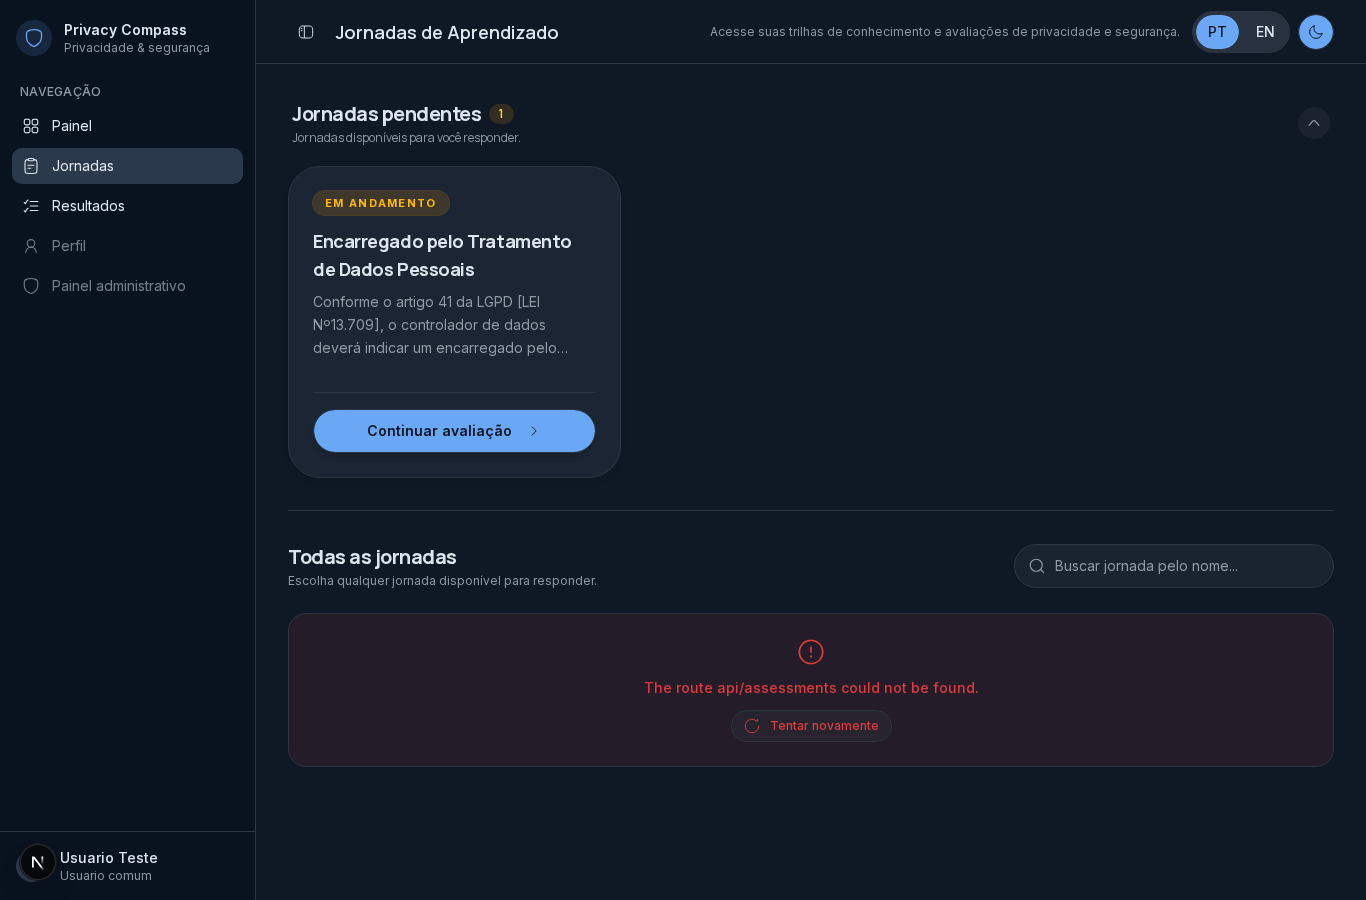 Privacy Compass
Privacidade & segurança
NAVEGAÇÃO
Painel
Jornadas
Resultados
Perfil
Painel administrativo
Usuario Teste
Usuario comum
Jornadas de Aprendizado
Acesse suas trilhas de conhecimento e avaliações de privacidade e segurança.
PT
EN
Jornadas pendentes 1
Jornadas disponíveis para você responder.
EM ANDAMENTO
Encarregado pelo Tratamento
de Dados Pessoais
Conforme o artigo 41 da LGPD [LEI
Nº13.709], o controlador de dados
deverá indicar um encarregado pelo...
Continuar avaliação
Todas as jornadas
Escolha qualquer jornada disponível para responder.
Buscar jornada pelo nome...
The route api/assessments could not be found.
Tentar novamente